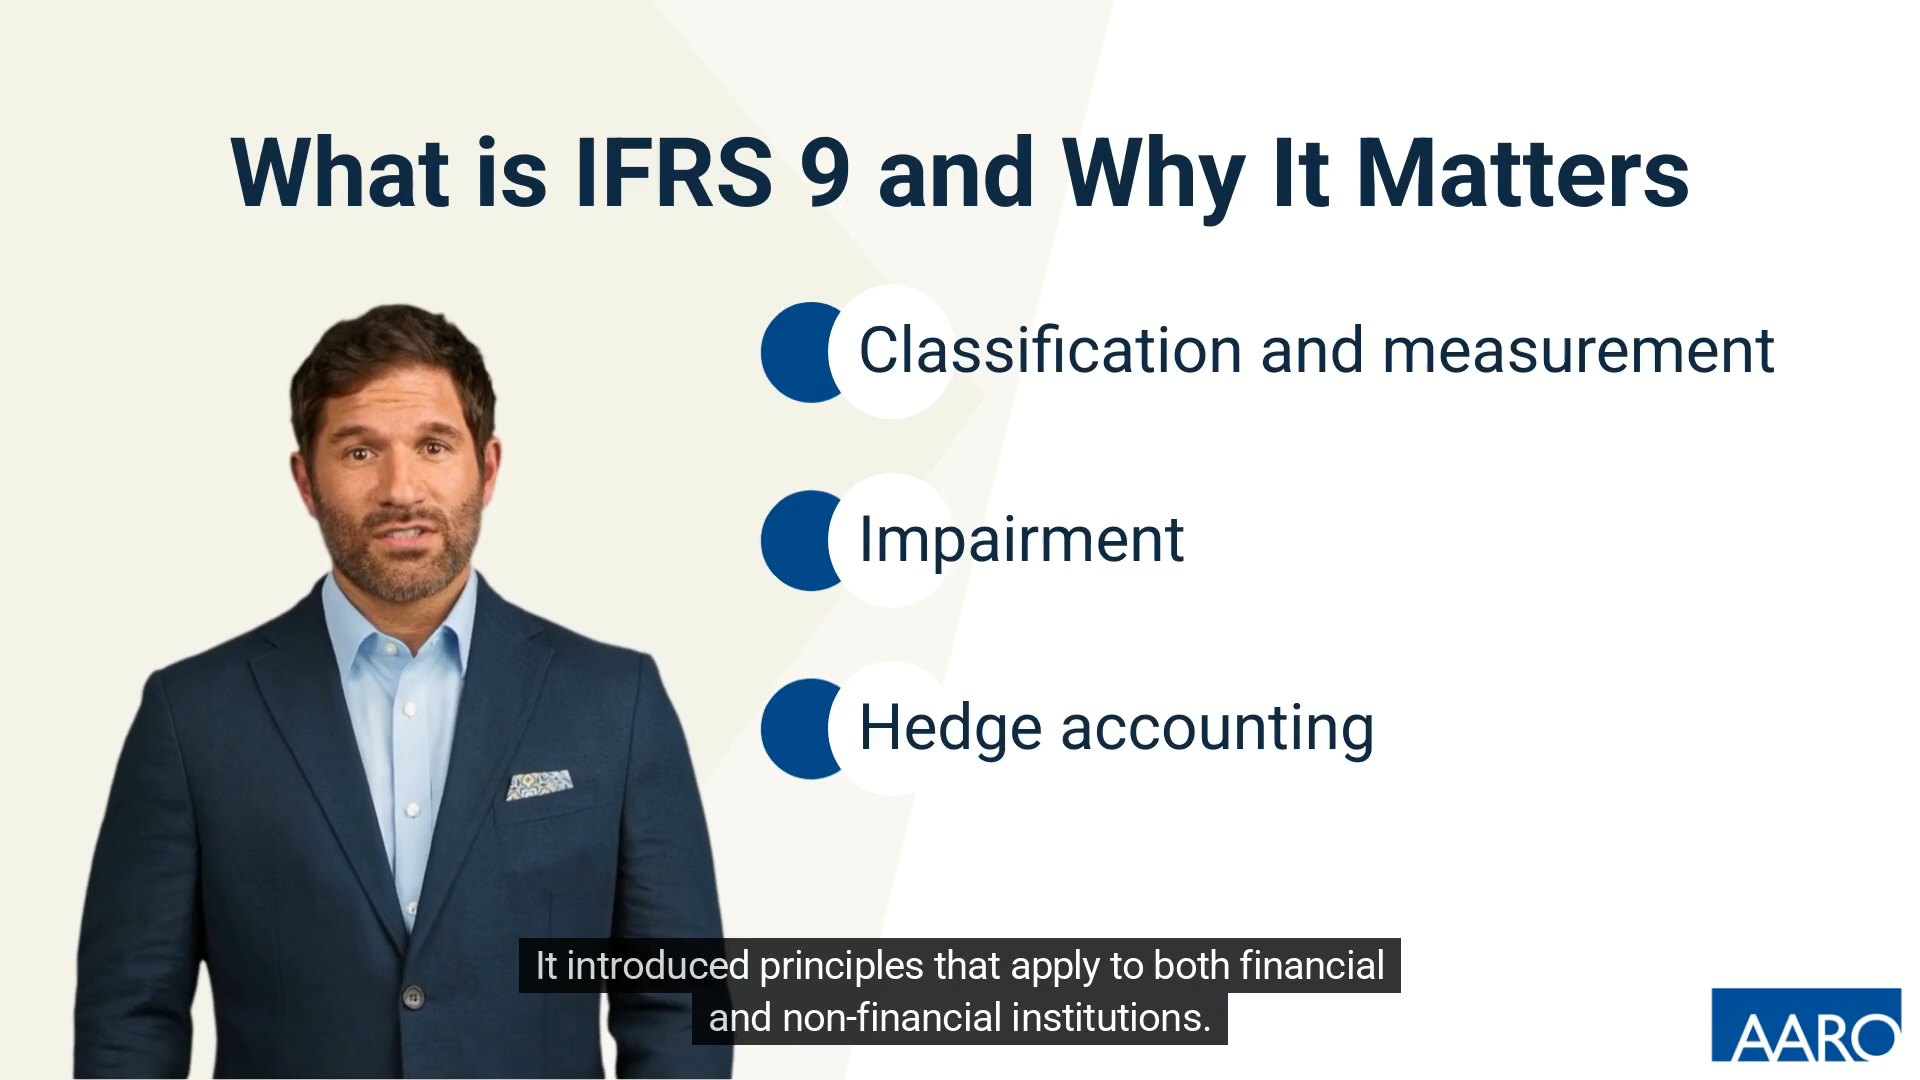 What is IFRS 9 and Why It Matters
Classification and measurement
Impairment
Hedge accounting
It introduced principles that apply to both financial
and non-financial institutions.
AARO